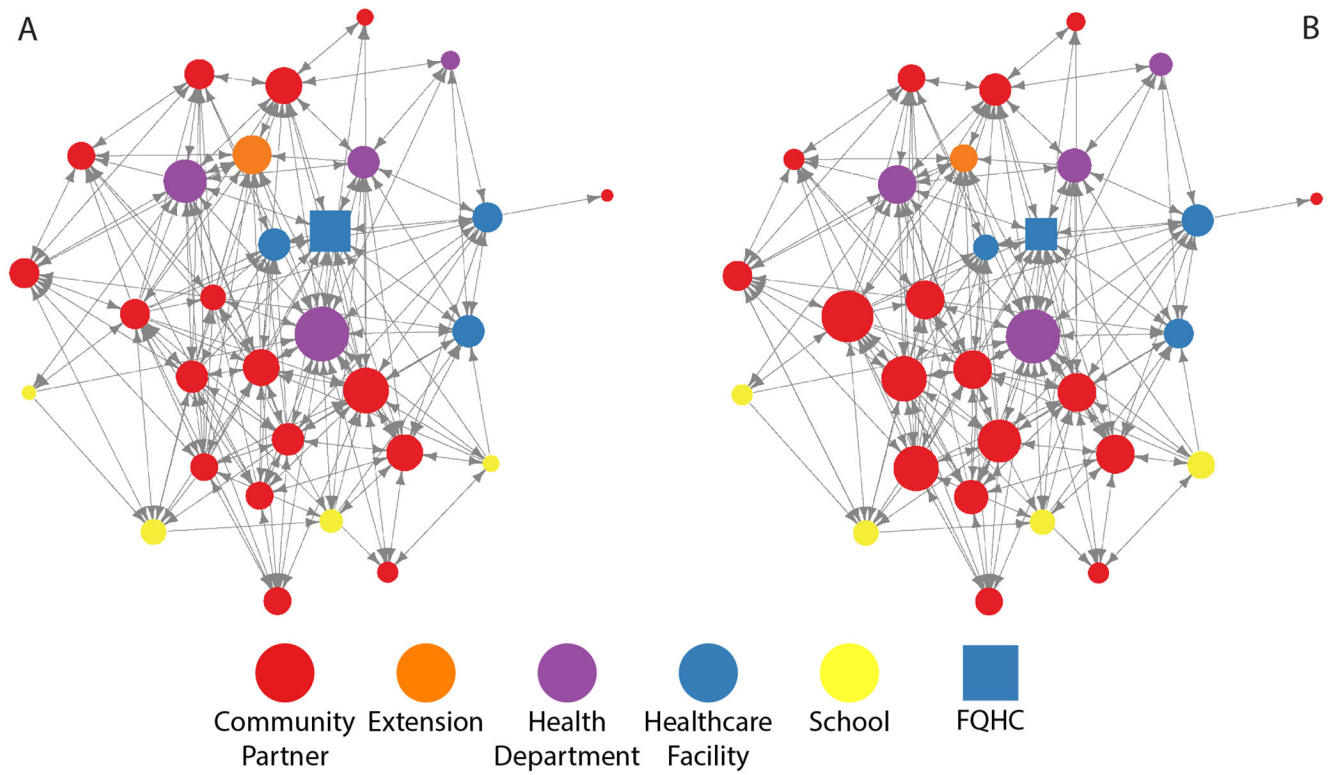 A
B
Community
Partner
Extension
Health
Department
Healthcare
Facility
School
FQHC